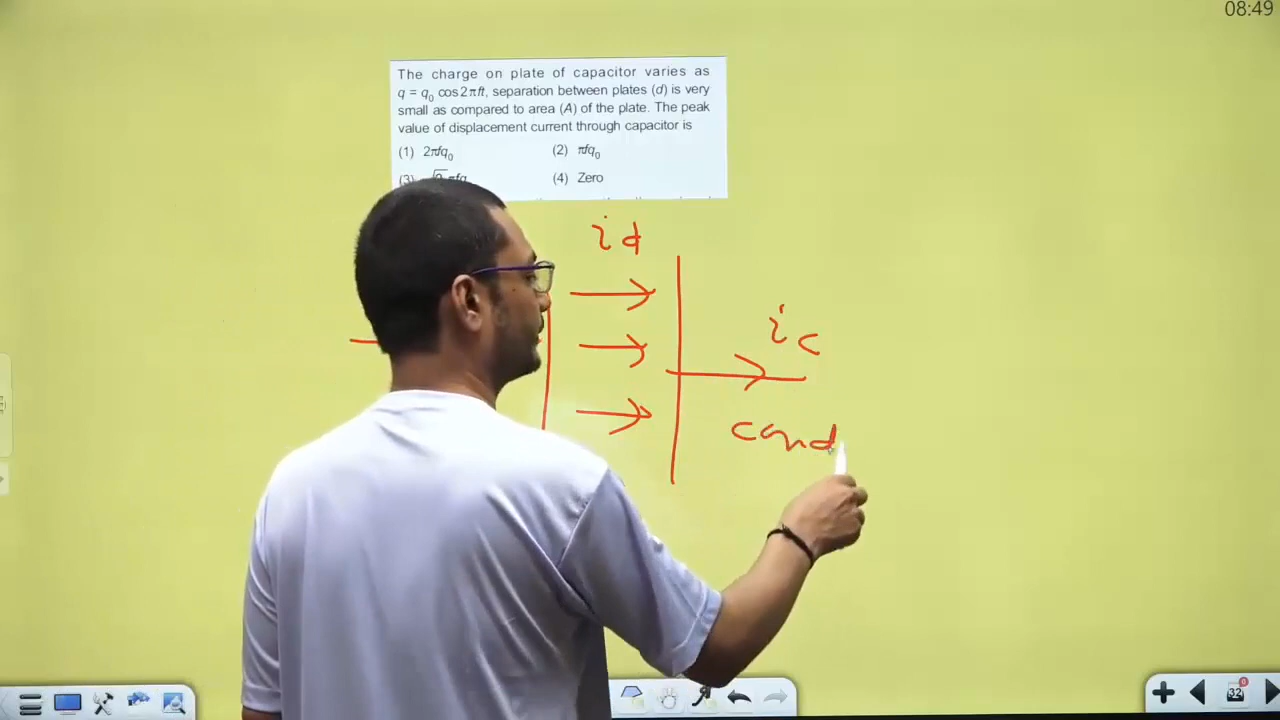 08:49
The charge on plate of capacitor varies as
q = q₀ cos2πft, separation between plates (d) is very
small as compared to area (A) of the plate. The peak
value of displacement current through capacitor is
(1) 2πfq₀ (2) πfq₀
(3) (4) Zero
id
ic
cond
32